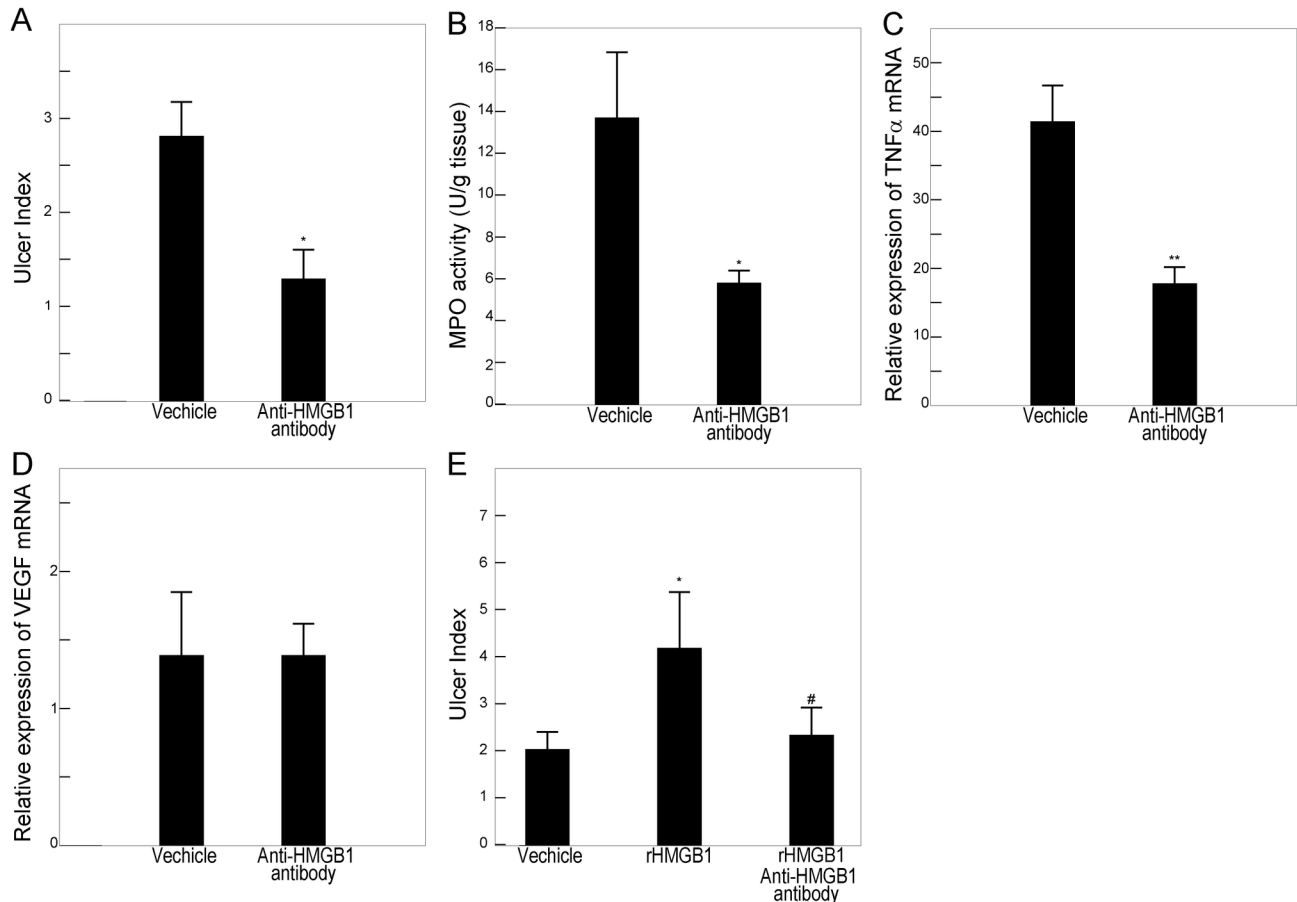 A
Ulcer Index
3
2
1
0
*
Vechicle
Anti-HMGB1
antibody
B
MPO activity (U/g tissue)
18
16
14
12
10
8
6
4
2
0
*
Vechicle
Anti-HMGB1
antibody
C
Relative expression of TNFα mRNA
50
40
30
20
10
0
**
Vechicle
Anti-HMGB1
antibody
D
Relative expression of VEGF mRNA
2
1
0
Vechicle
Anti-HMGB1
antibody
E
Ulcer Index
7
6
5
4
3
2
1
0
*
#
Vechicle
rHMGB1
rHMGB1
Anti-HMGB1
antibody